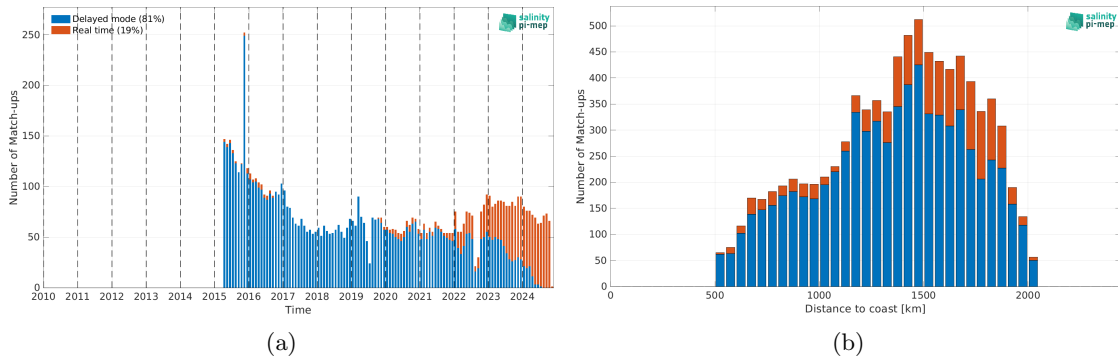 Delayed mode (81%)
Real time (19%)
salinity
pi-mep
250
200
150
100
50
0
Number of Match-ups
2010 2011 2012 2013 2014 2015 2016 2017 2018 2019 2020 2021 2022 2023 2024
Time
(a)
salinity
pi-mep
500
450
400
350
300
250
200
150
100
50
0
Number of Match-ups
0 500 1000 1500 2000
Distance to coast [km]
(b)